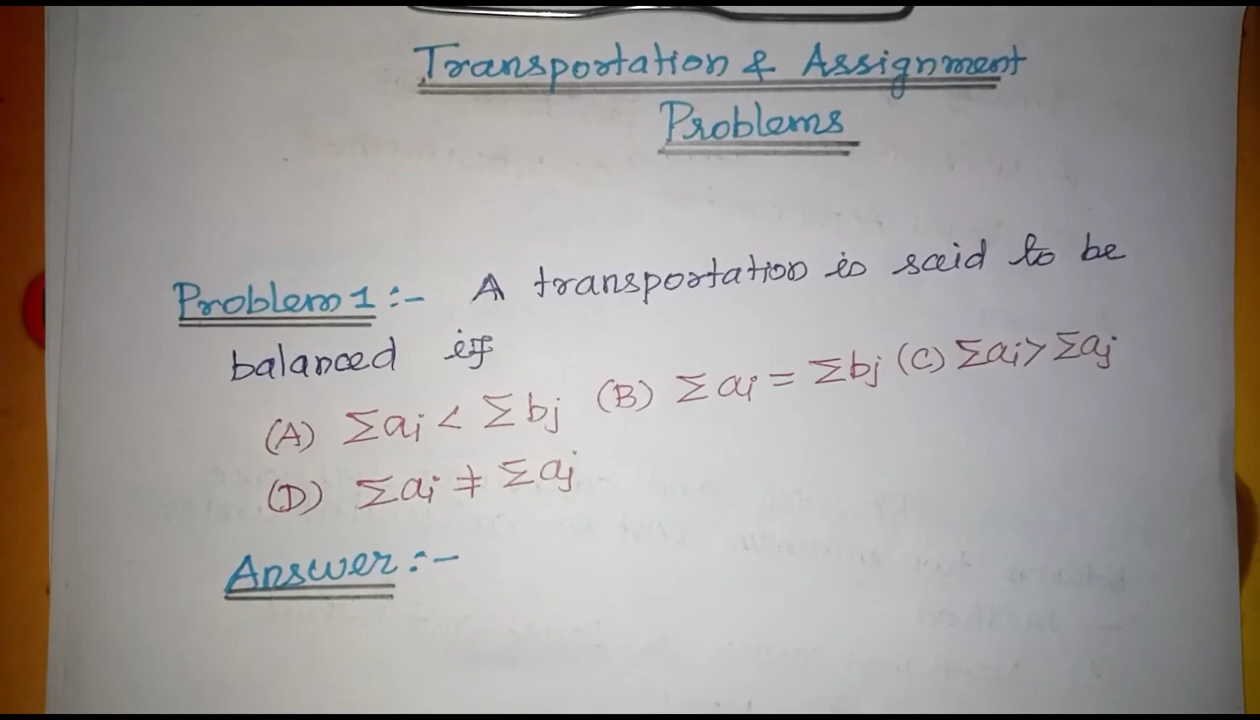 Transportation & Assignment
Problems
Problem 1 :- A transportation is said to be
balanced if
(A) Σai < Σbj (B) Σai = Σbj (C) Σai > Σaj
(D) Σai ≠ Σaj
Answer :-